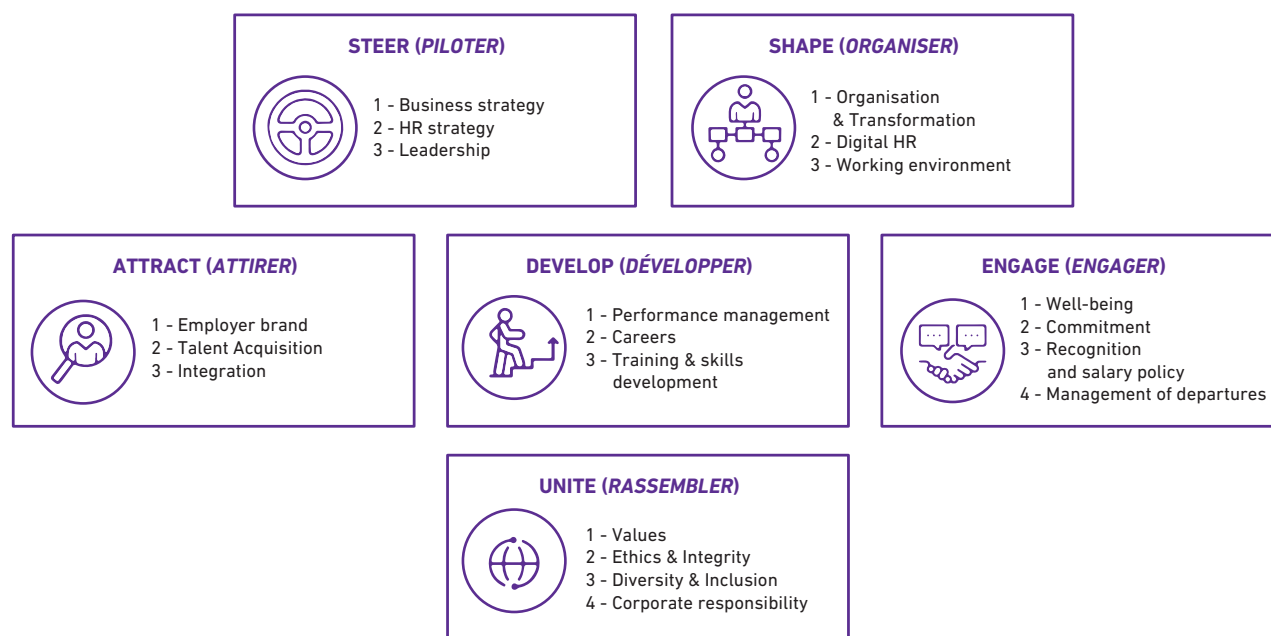 STEER (PILOTER)
1 - Business strategy
2 - HR strategy
3 - Leadership
SHAPE (ORGANISER)
1 - Organisation
& Transformation
2 - Digital HR
3 - Working environment
ATTRACT (ATTIRER)
1 - Employer brand
2 - Talent Acquisition
3 - Integration
DEVELOP (DÉVELOPPER)
1 - Performance management
2 - Careers
3 - Training & skills
development
ENGAGE (ENGAGER)
1 - Well-being
2 - Commitment
3 - Recognition
and salary policy
4 - Management of departures
UNITE (RASSEMBLER)
1 - Values
2 - Ethics & Integrity
3 - Diversity & Inclusion
4 - Corporate responsibility